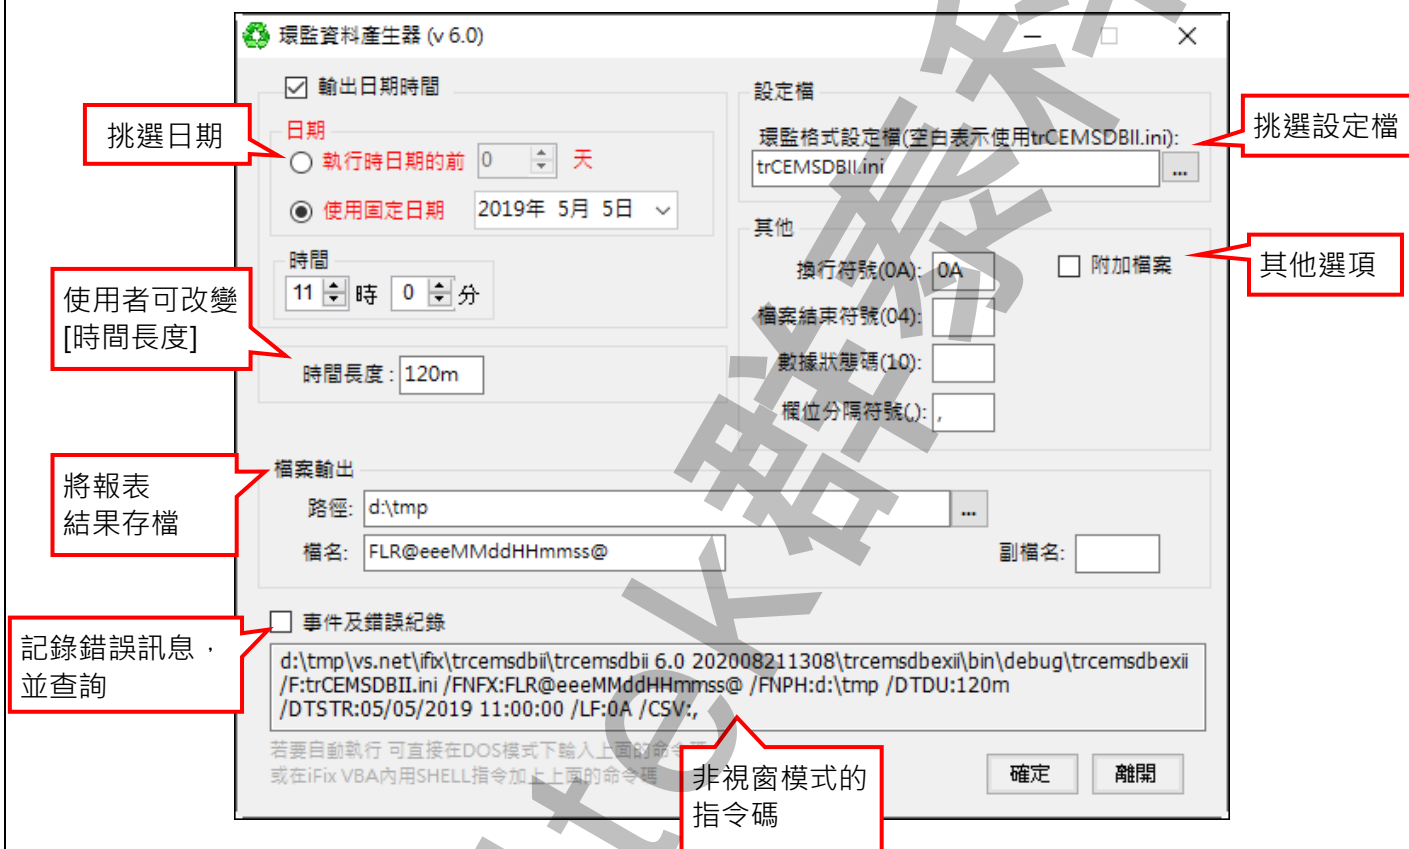 環監資料產生器 (v 6.0)
輸出日期時間
挑選日期
日期
執行時日期的前 0 天
使用固定日期 2019年 5月 5日
時間
11 時 0 分
使用者可改變
[時間長度]
時間長度 : 120m
設定檔
環監格式設定檔(空白表示使用trCEMSDBII.ini):
trCEMSDBII.ini ...
挑選設定檔
其他
換行符號(0A): 0A
附加檔案
其他選項
檔案結束符號(04):
數據狀態碼(10):
欄位分隔符號(,): ,
將報表
結果存檔
檔案輸出
路徑: d:\tmp ...
檔名: FLR@eeeMMddHHmmss@
副檔名:
記錄錯誤訊息，
並查詢
事件及錯誤紀錄
d:\tmp\vs.net\ifix\trcemsdbii\trcemsdbii 6.0 202008211308\trcemsdbexii\bin\debug\trcemsdbexii
/F:trCEMSDBII.ini /FNFX:FLR@eeeMMddHHmmss@ /FNPH:d:\tmp /DTDU:120m
/DTSTR:05/05/2019 11:00:00 /LF:0A /CSV:,
若要自動執行 可直接在DOS模式下輸入上面的命令碼
或在iFix VBA內用SHELL指令加上上面的命令碼
非視窗模式的
指令碼
確定
離開
tek群泰科